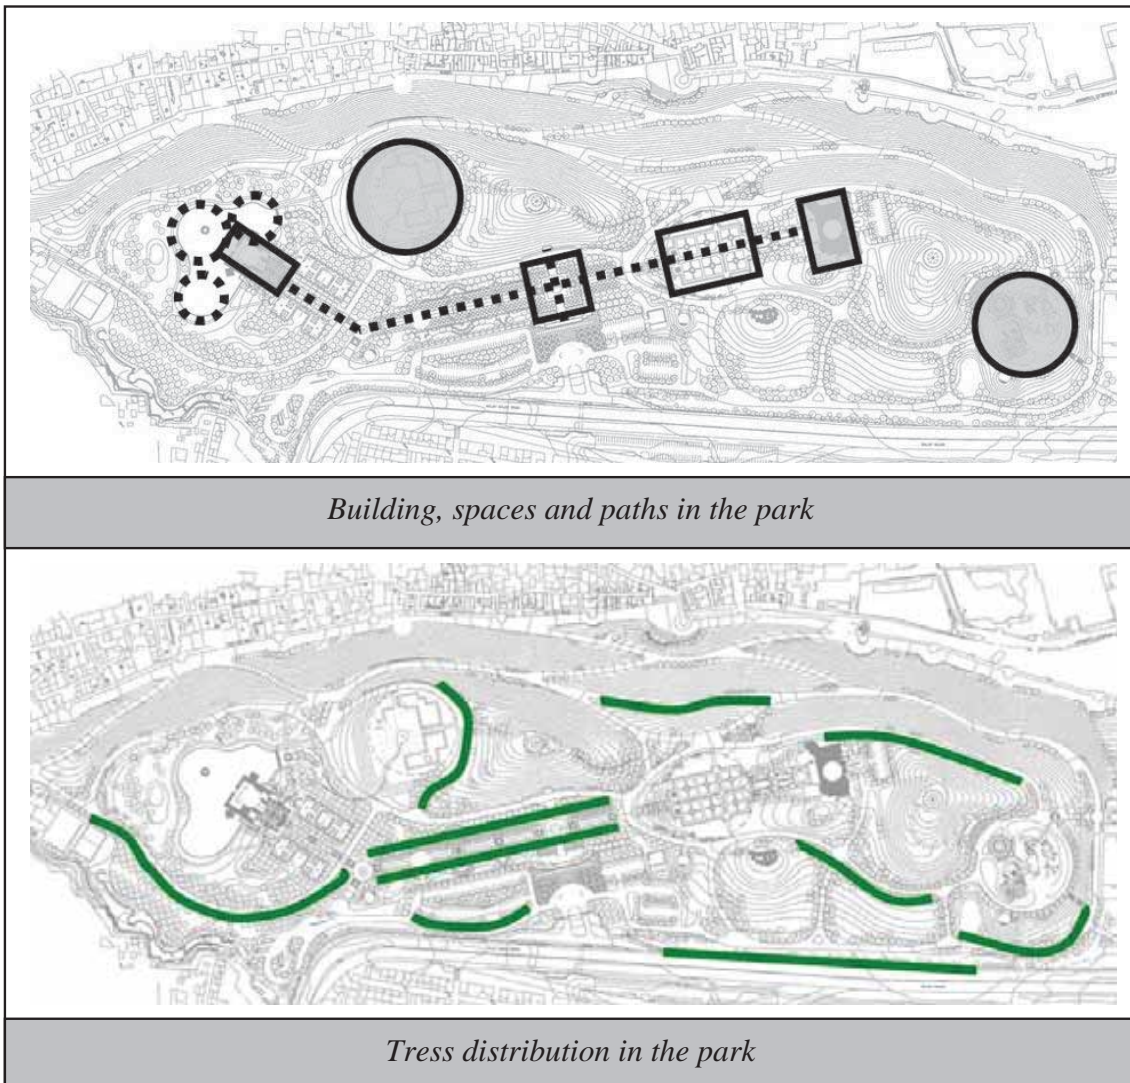 Building, spaces and paths in the park
Tress distribution in the park